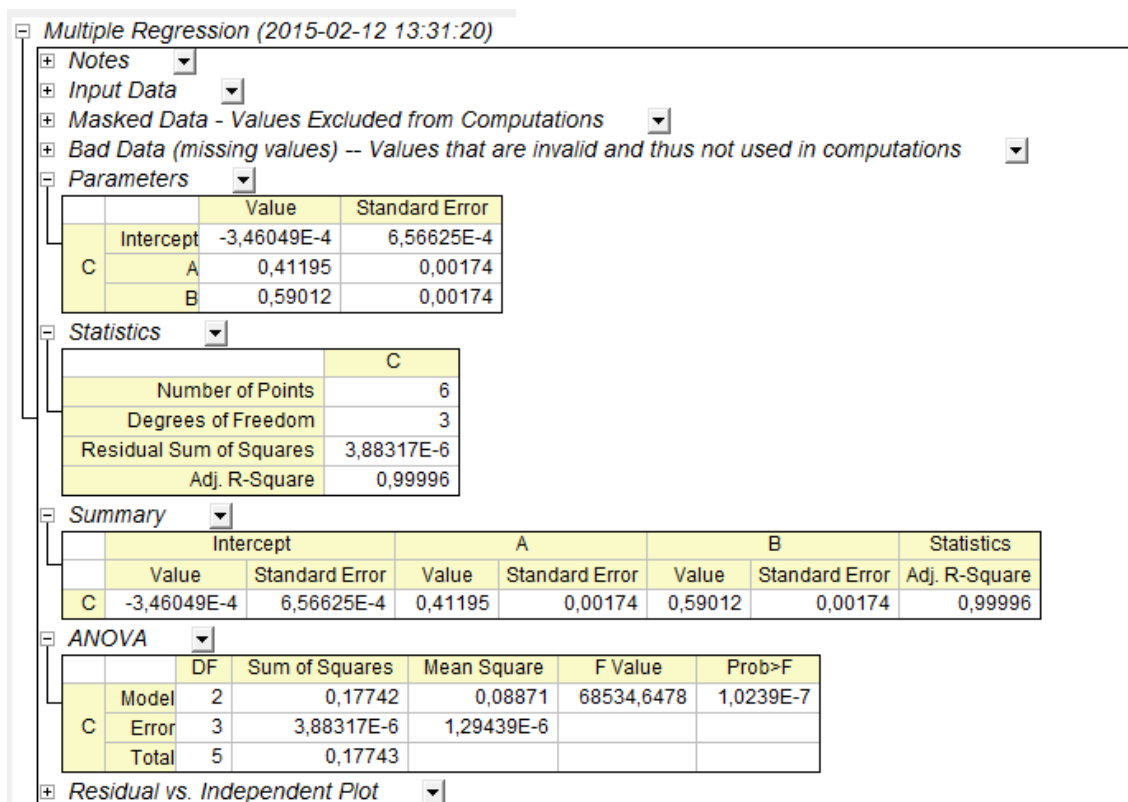 Multiple Regression (2015-02-12 13:31:20)
Notes
Input Data
Masked Data - Values Excluded from Computations
Bad Data (missing values) -- Values that are invalid and thus not used in computations
Parameters
Value Standard Error
Intercept -3,46049E-4 6,56625E-4
C A 0,41195 0,00174
B 0,59012 0,00174
Statistics
C
Number of Points 6
Degrees of Freedom 3
Residual Sum of Squares 3,88317E-6
Adj. R-Square 0,99996
Summary
Intercept A B Statistics
Value Standard Error Value Standard Error Value Standard Error Adj. R-Square
C -3,46049E-4 6,56625E-4 0,41195 0,00174 0,59012 0,00174 0,99996
ANOVA
DF Sum of Squares Mean Square F Value Prob>F
Model 2 0,17742 0,08871 68534,6478 1,0239E-7
C Error 3 3,88317E-6 1,29439E-6
Total 5 0,17743
Residual vs. Independent Plot